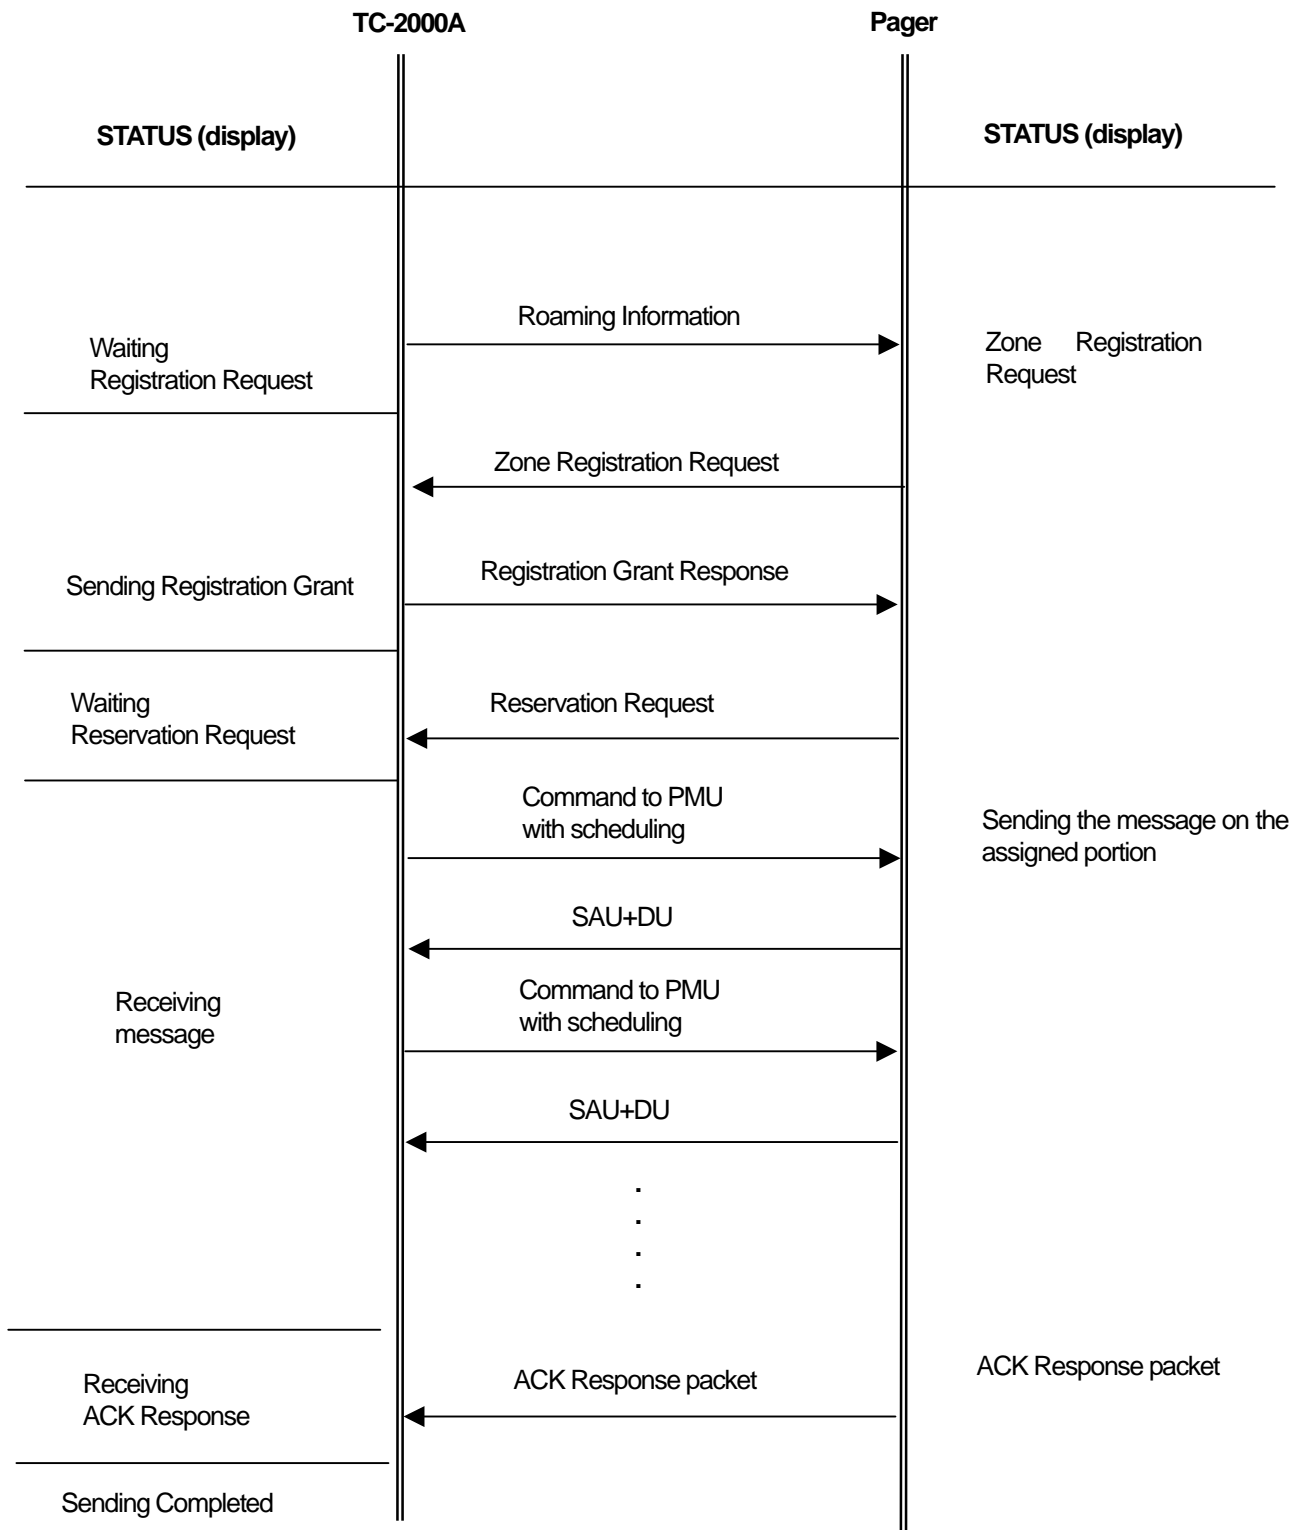 TC-2000A
Pager
STATUS (display)
STATUS (display)
Roaming Information
Waiting
Registration Request
Zone Registration
Request
Zone Registration Request
Sending Registration Grant
Registration Grant Response
Waiting
Reservation Request
Reservation Request
Command to PMU
with scheduling
Sending the message on the
assigned portion
SAU+DU
Receiving
message
Command to PMU
with scheduling
SAU+DU
.
.
.
.
Receiving
ACK Response
ACK Response packet
ACK Response packet
Sending Completed